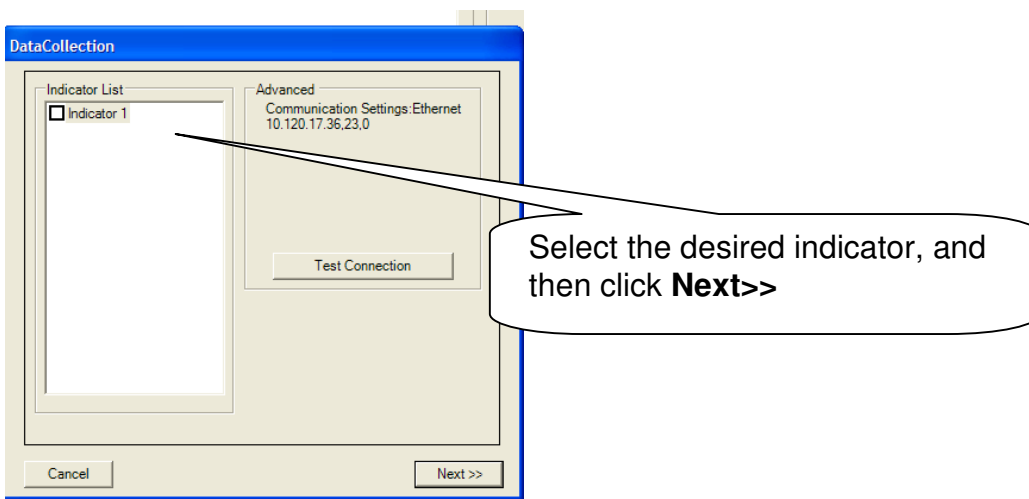 DataCollection
Indicator List
Indicator 1
Advanced
Communication Settings:Ethernet
10.120.17.36,23,0
Test Connection
Select the desired indicator, and
then click Next>>
Cancel
Next >>